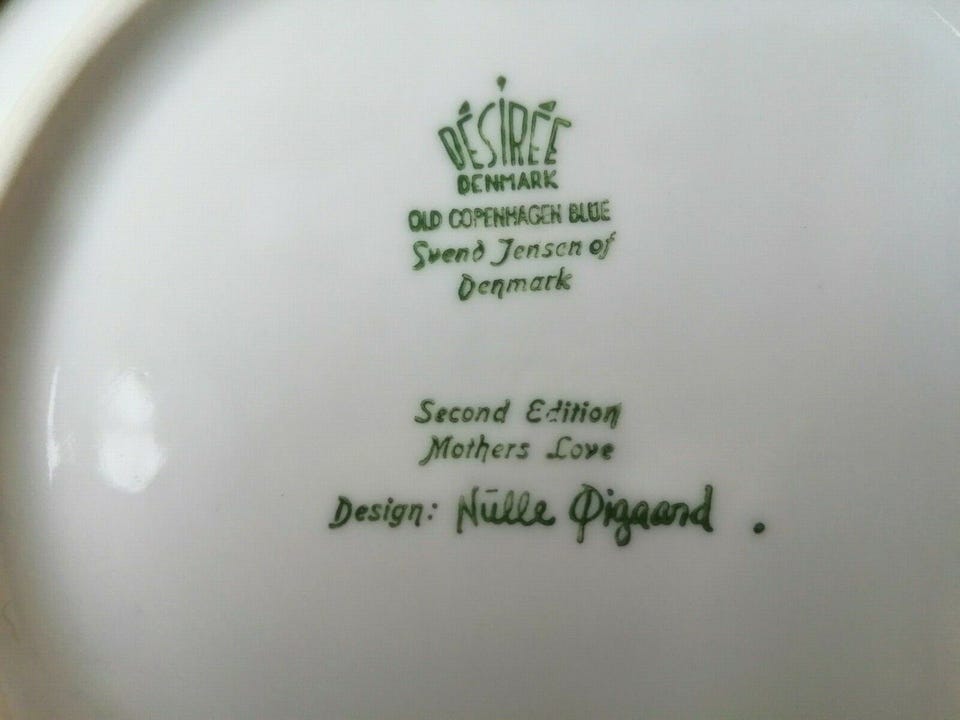 DÉSIRÉE
DENMARK
OLD COPENHAGEN BLUE
Svend Jensen of
Denmark
Second Edition
Mothers Love
Design: Nulle Øigaard .